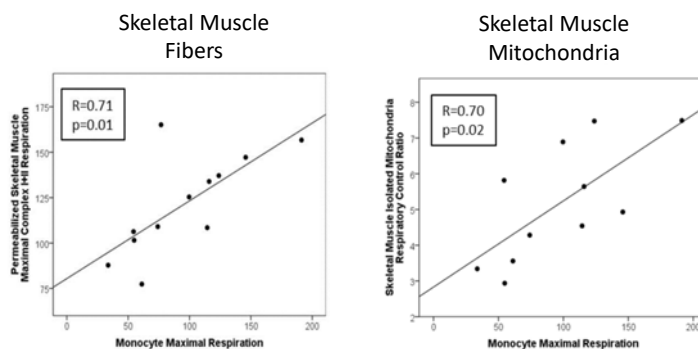 Skeletal Muscle
Fibers
R=0.71
p=0.01
Permeabilized Skeletal Muscle
Maximal Complex I+II Respiration
175
150
125
100
75
0 50 100 150 200
Monocyte Maximal Respiration
Skeletal Muscle
Mitochondria
R=0.70
p=0.02
Skeletal Muscle Isolated Mitochondria
Respiratory Control Ratio
8
7
6
5
4
3
2
0 50 100 150 200
Monocyte Maximal Respiration